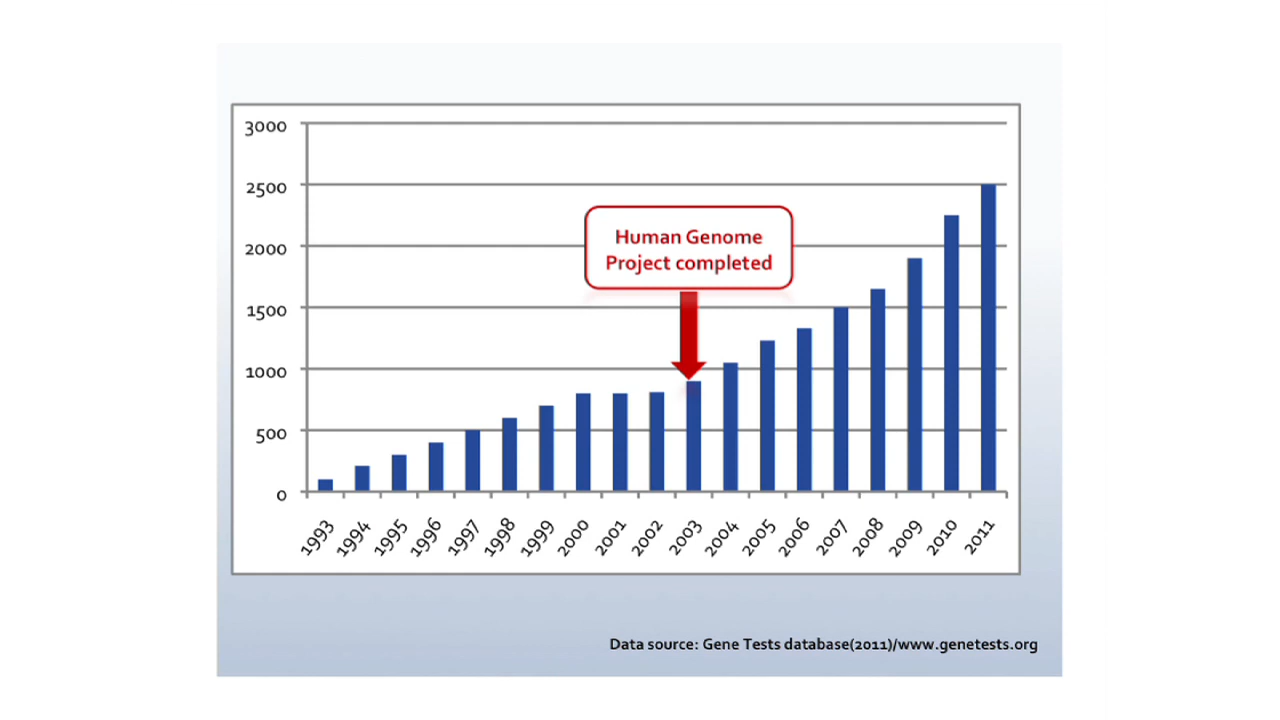 3000
2500
2000
1500
1000
500
0
Human Genome
Project completed
1993 1994 1995 1996 1997 1998 1999 2000 2001 2002 2003 2004 2005 2006 2007 2008 2009 2010 2011
Data source: Gene Tests database(2011)/www.genetests.org